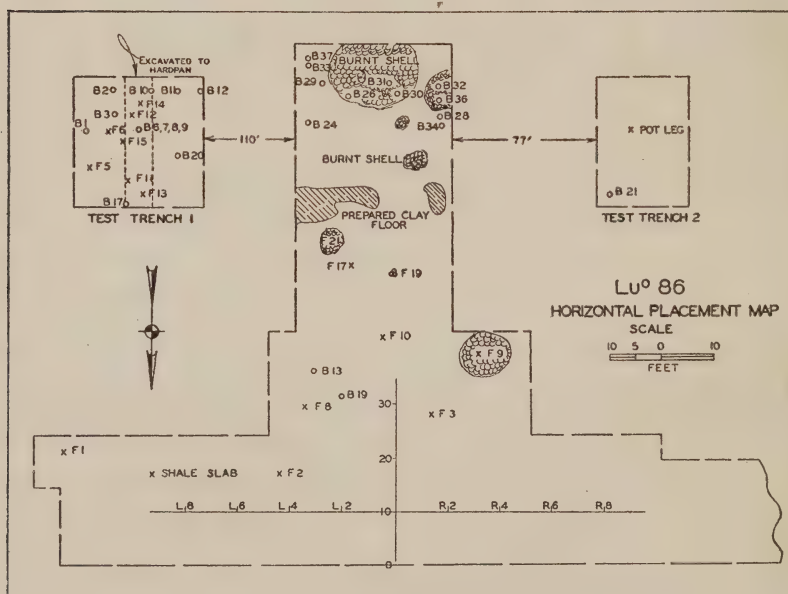 F
EXCAVATED TO
HARDPAN
B2 B10 B11b B12
F14
B3 F12
B1 F6 B6,7,8,9
F15
B20
F5
F11
F13
B17
TEST TRENCH 1
110'
B37
BURNT SHELL
B33
B29 B31 B32
B26 B30 B36
B24 B28
B34
BURNT SHELL
PREPARED CLAY
FLOOR
F21
F17
F19
77'
POT LEG
B21
TEST TRENCH 2
Luº 86
HORIZONTAL PLACEMENT MAP
SCALE
10 5 0 10
FEET
F10
F9
B13
B19
F8
30
F3
F1
20
SHALE SLAB F2
L8 L6 L4 L2 10 R2 R4 R6 R8
0